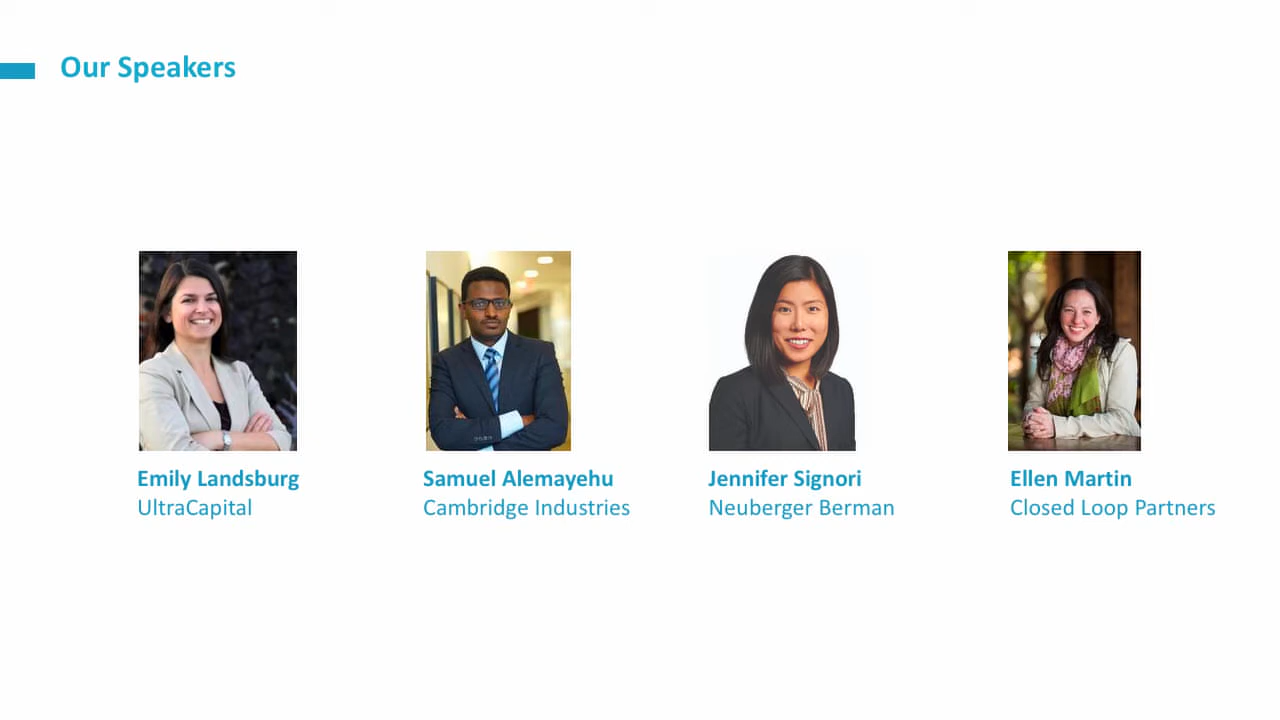 Our Speakers
Emily Landsburg
UltraCapital
Samuel Alemayehu
Cambridge Industries
Jennifer Signori
Neuberger Berman
Ellen Martin
Closed Loop Partners